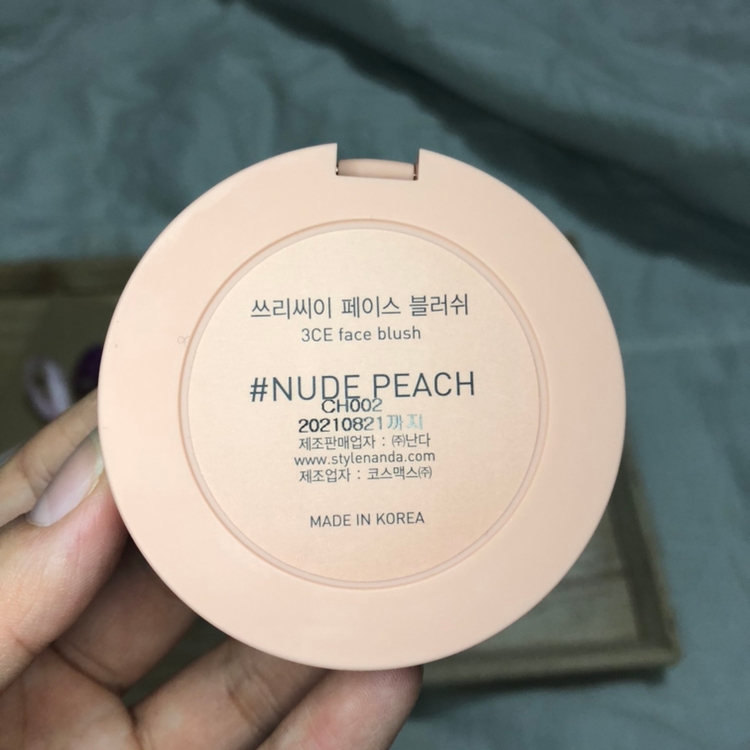 쓰리씨이 페이스 블러쉬
3CE face blush
#NUDE PEACH
CH002
20210821까지
제조판매업자 : ㈜난다
www.stylenanda.com
제조업자 : 코스맥스㈜
MADE IN KOREA